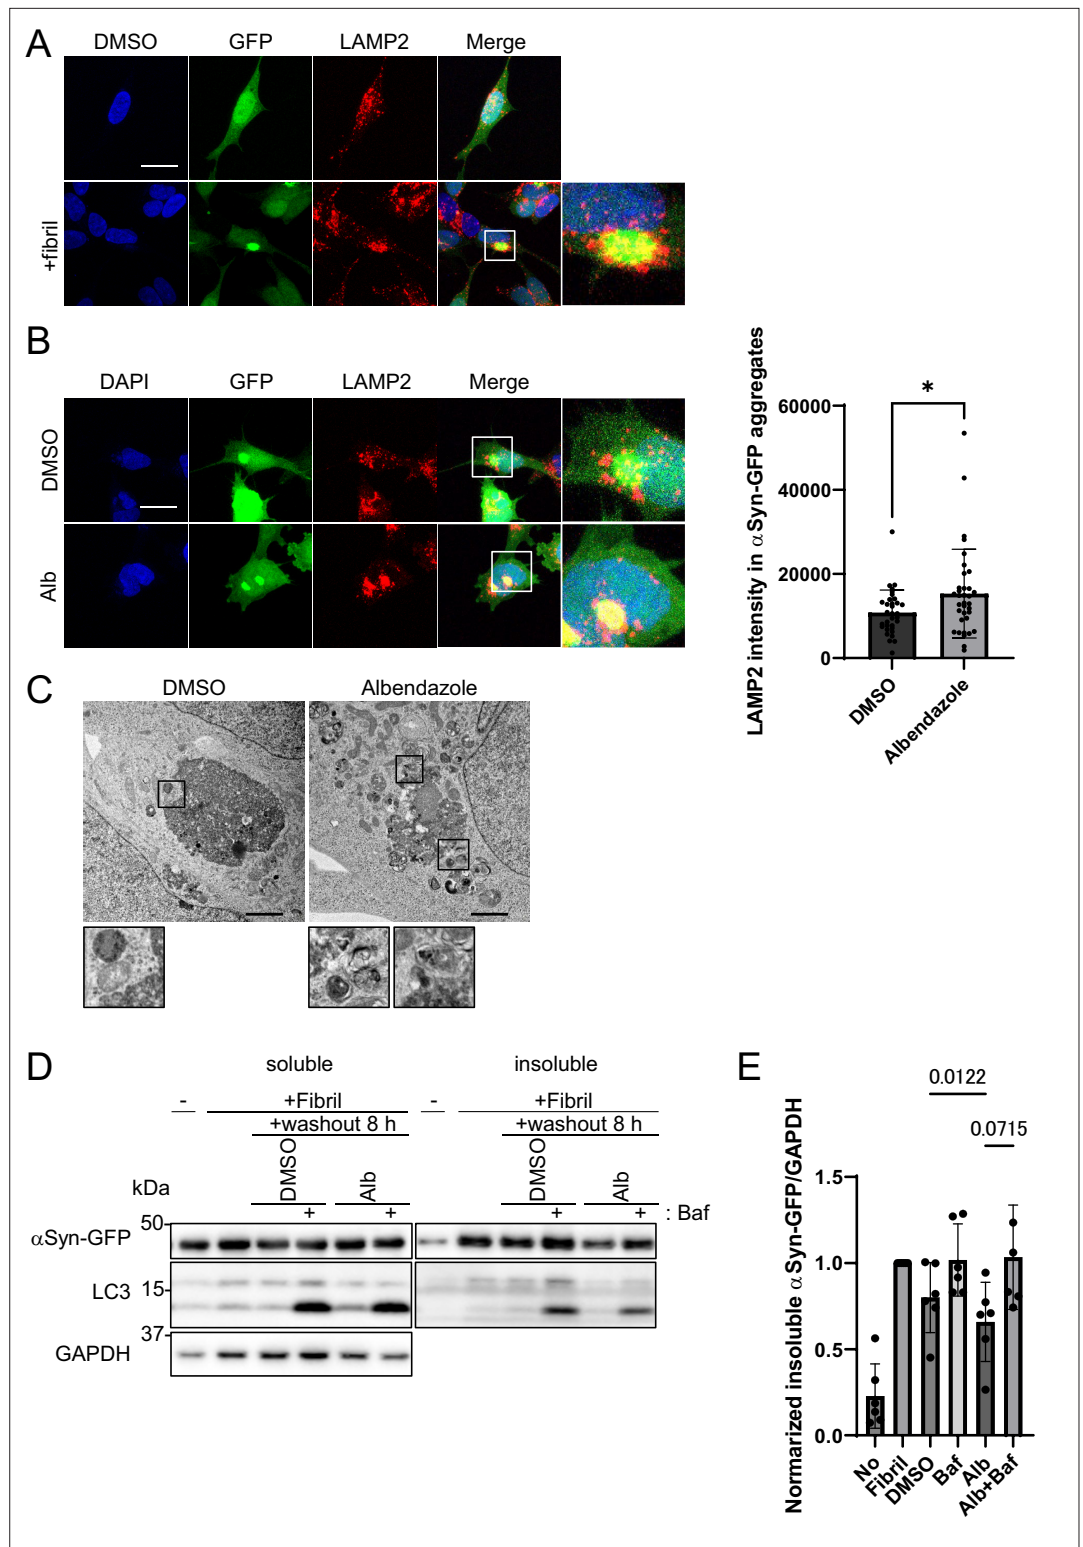 A
DMSO GFP LAMP2 Merge
+fibril
B
DAPI GFP LAMP2 Merge
DMSO
Alb
LAMP2 intensity in αSyn-GFP aggregates
60000
40000
20000
0
*
DMSO
Albendazole
C
DMSO Albendazole
D
soluble insoluble
- +Fibril - +Fibril
+washout 8 h +washout 8 h
DMSO Alb DMSO Alb
kDa + + + + : Baf
50
αSyn-GFP
LC3 15
37
GAPDH
E
0.0122
0.0715
Normarized insoluble αSyn-GFP/GAPDH
1.5
1.0
0.5
0.0
No
Fibril
DMSO
Baf
Alb
Alb+Baf